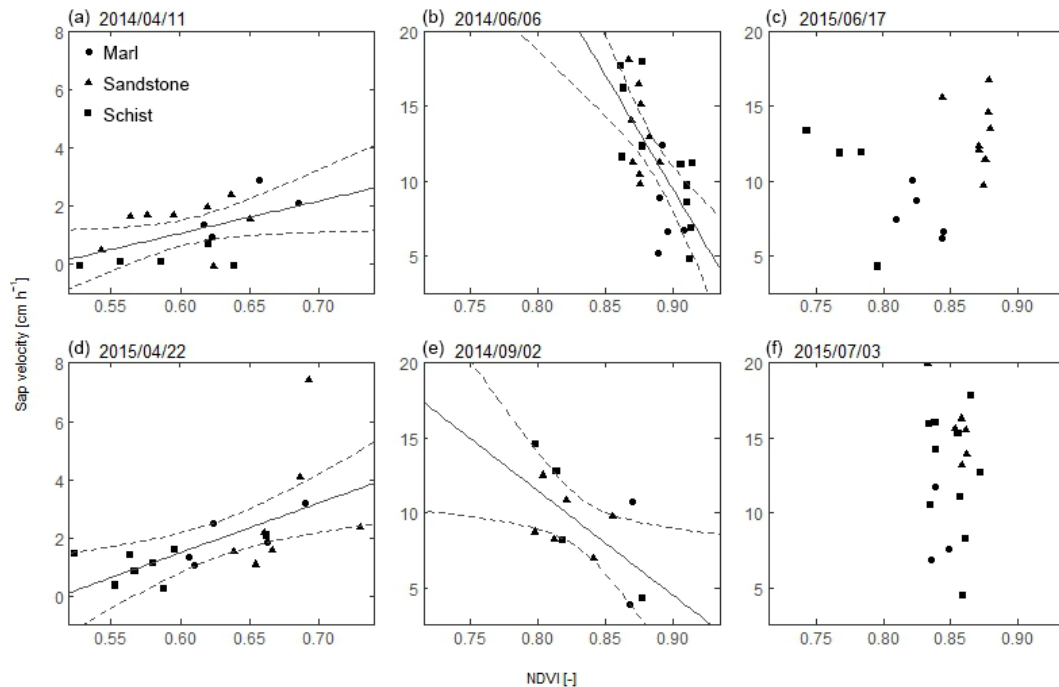 (a) 2014/04/11
(b) 2014/06/06
(c) 2015/06/17
8
6
4
2
0
Marl
Sandstone
Schist
20
15
10
5
20
15
10
5
0.55 0.60 0.65 0.70
0.75 0.80 0.85 0.90
0.75 0.80 0.85 0.90
Sap velocity [cm h⁻¹]
(d) 2015/04/22
(e) 2014/09/02
(f) 2015/07/03
8
6
4
2
0
20
15
10
5
20
15
10
5
0.55 0.60 0.65 0.70
0.75 0.80 0.85 0.90
0.75 0.80 0.85 0.90
NDVI [-]